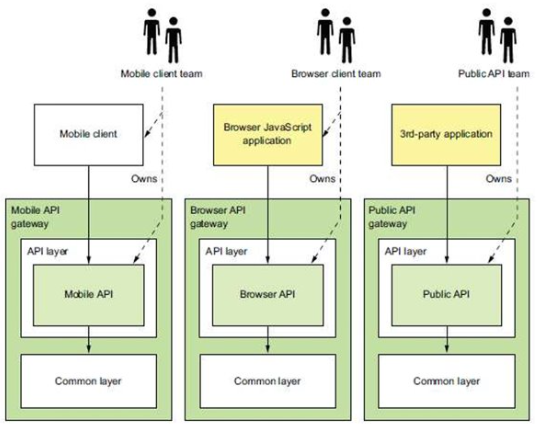 Mobile client team
Browser client team
Public API team
Mobile client
Browser JavaScript
application
3rd-party application
Owns
Owns
Owns
Mobile API
gateway
Browser API
gateway
Public API
gateway
API layer
API layer
API layer
Mobile API
Browser API
Public API
Common layer
Common layer
Common layer